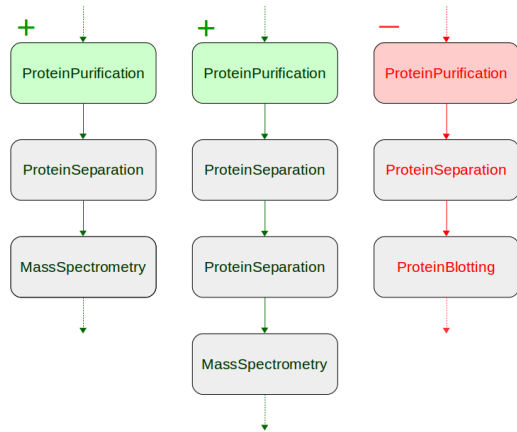 + + –
ProteinPurification ProteinPurification ProteinPurification
ProteinSeparation ProteinSeparation ProteinSeparation
MassSpectrometry ProteinSeparation ProteinBlotting
MassSpectrometry